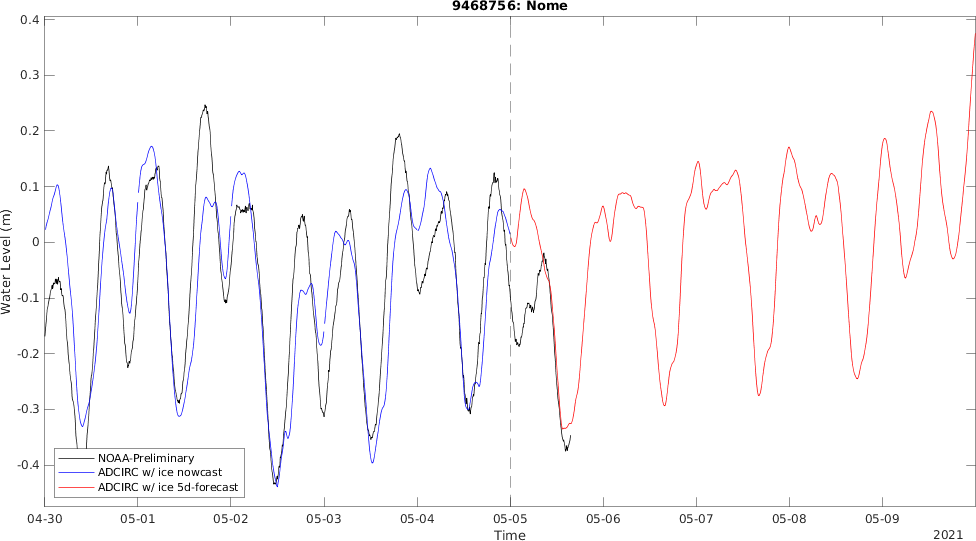 9468756: Nome
0.4
0.3
0.2
0.1
0
-0.1
-0.2
-0.3
-0.4
Water Level (m)
NOAA-Preliminary
ADCIRC w/ ice nowcast
ADCIRC w/ ice 5d-forecast
04-30 05-01 05-02 05-03 05-04 05-05 05-06 05-07 05-08 05-09
Time
2021